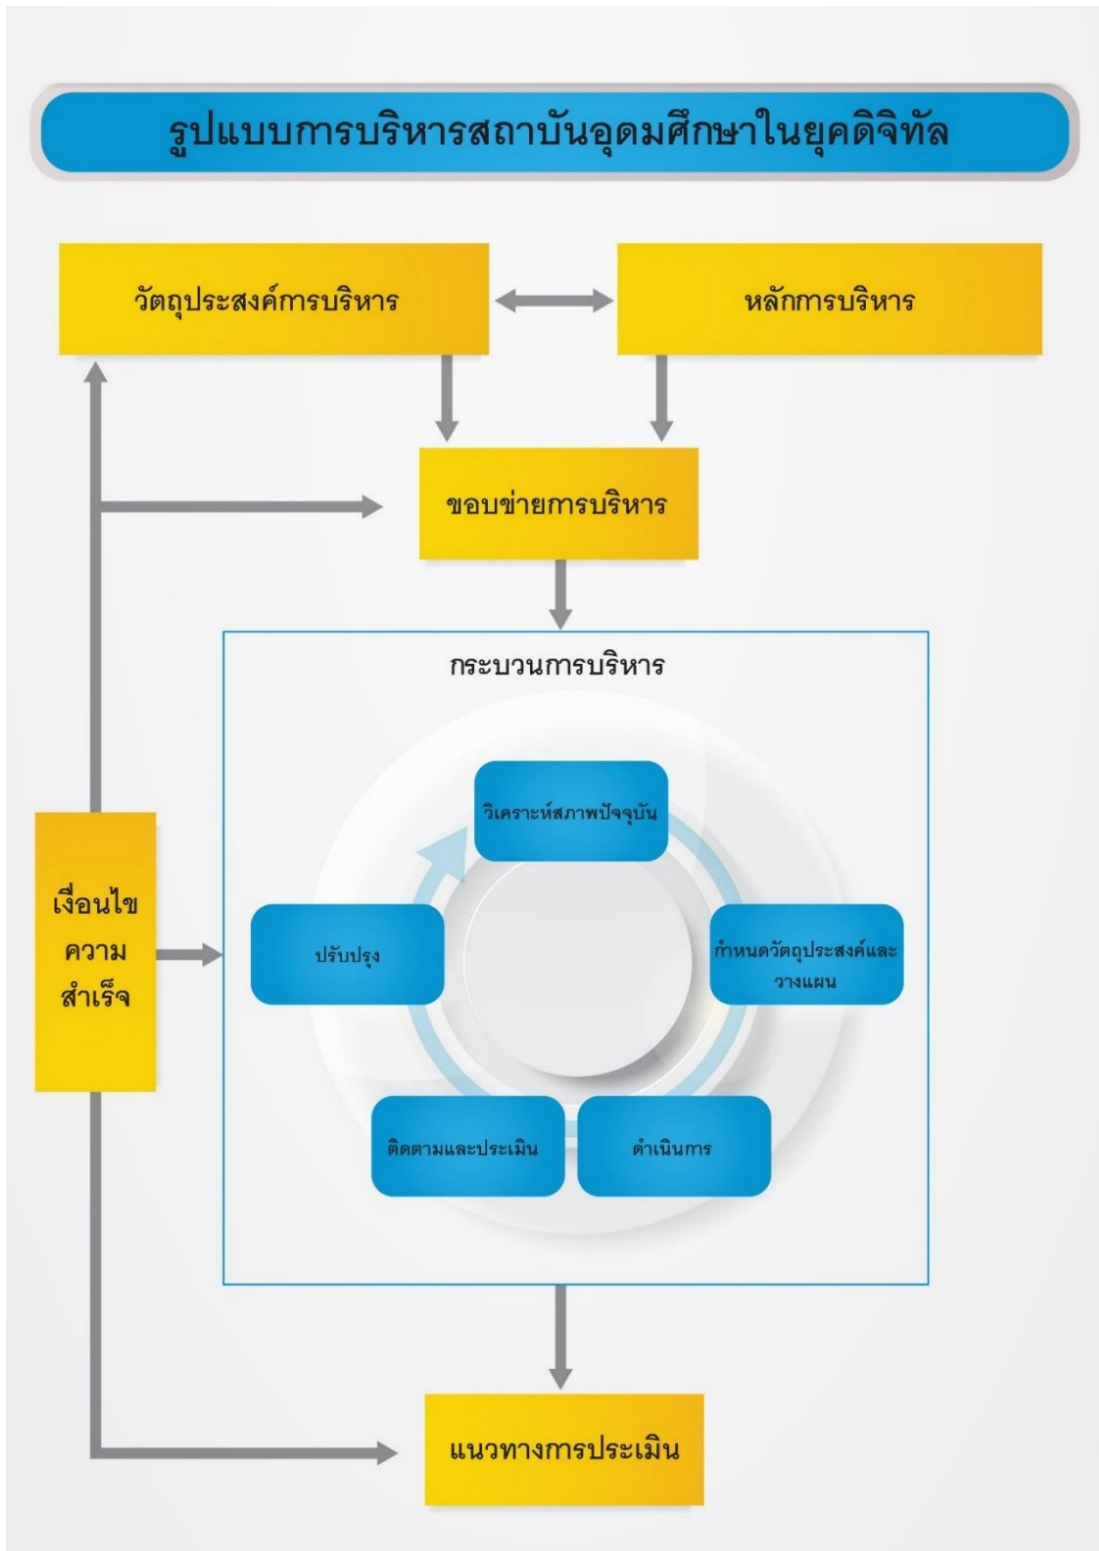 รูปแบบการบริหารสถาบันอุดมศึกษาในยุคดิจิทัล
วัตถุประสงค์การบริหาร
หลักการบริหาร
ขอบข่ายการบริหาร
กระบวนการบริหาร
วิเคราะห์สภาพปัจจุบัน
กำหนดวัตถุประสงค์และ
วางแผน
ปรับปรุง
ติดตามและประเมิน
ดำเนินการ
เงื่อนไข
ความ
สำเร็จ
แนวทางการประเมิน